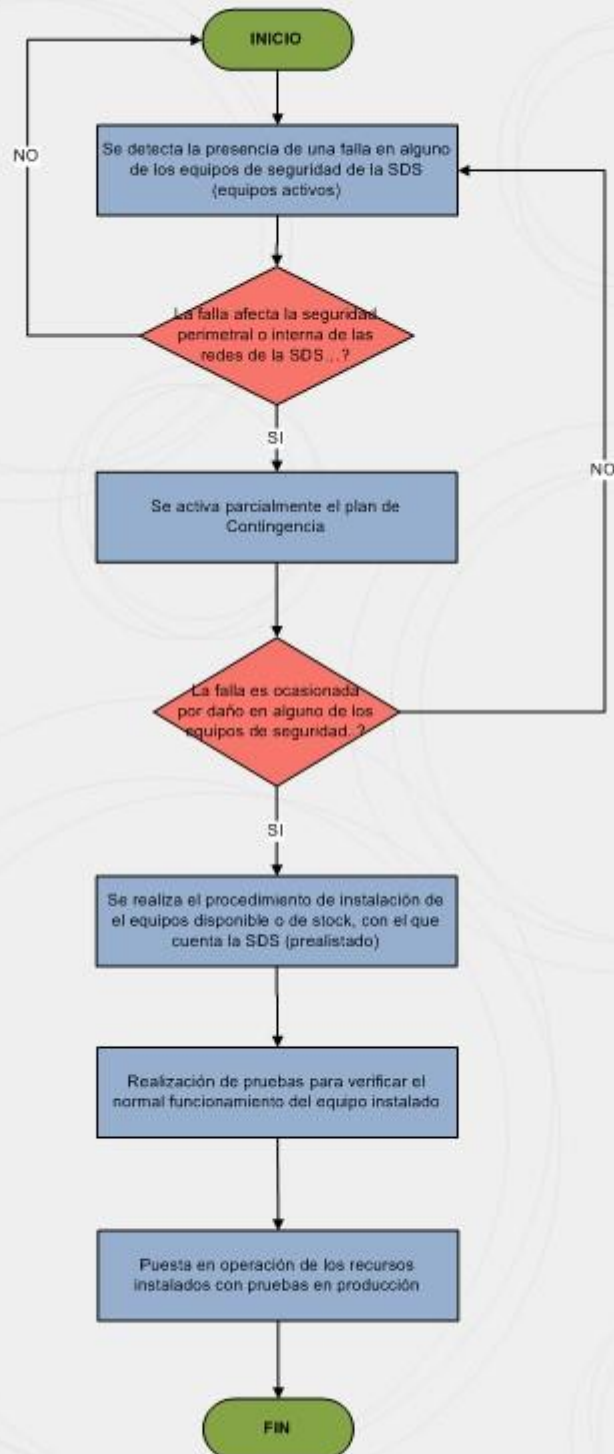 INICIO
NO
Se detecta la presencia de una falla en alguno
de los equipos de seguridad de la SDS
(equipos activos)
La falla afecta la seguridad
perimetral o interna de las
redes de la SDS...?
SI
NO
Se activa parcialmente el plan de
Contingencia
La falla es ocasionada
por daño en alguno de los
equipos de seguridad..?
SI
Se realiza el procedimiento de instalación de
el equipos disponible o de stock, con el que
cuenta la SDS (prealistado)
Realización de pruebas para verificar el
normal funcionamiento del equipo instalado
Puesta en operación de los recursos
instalados con pruebas en producción
FIN